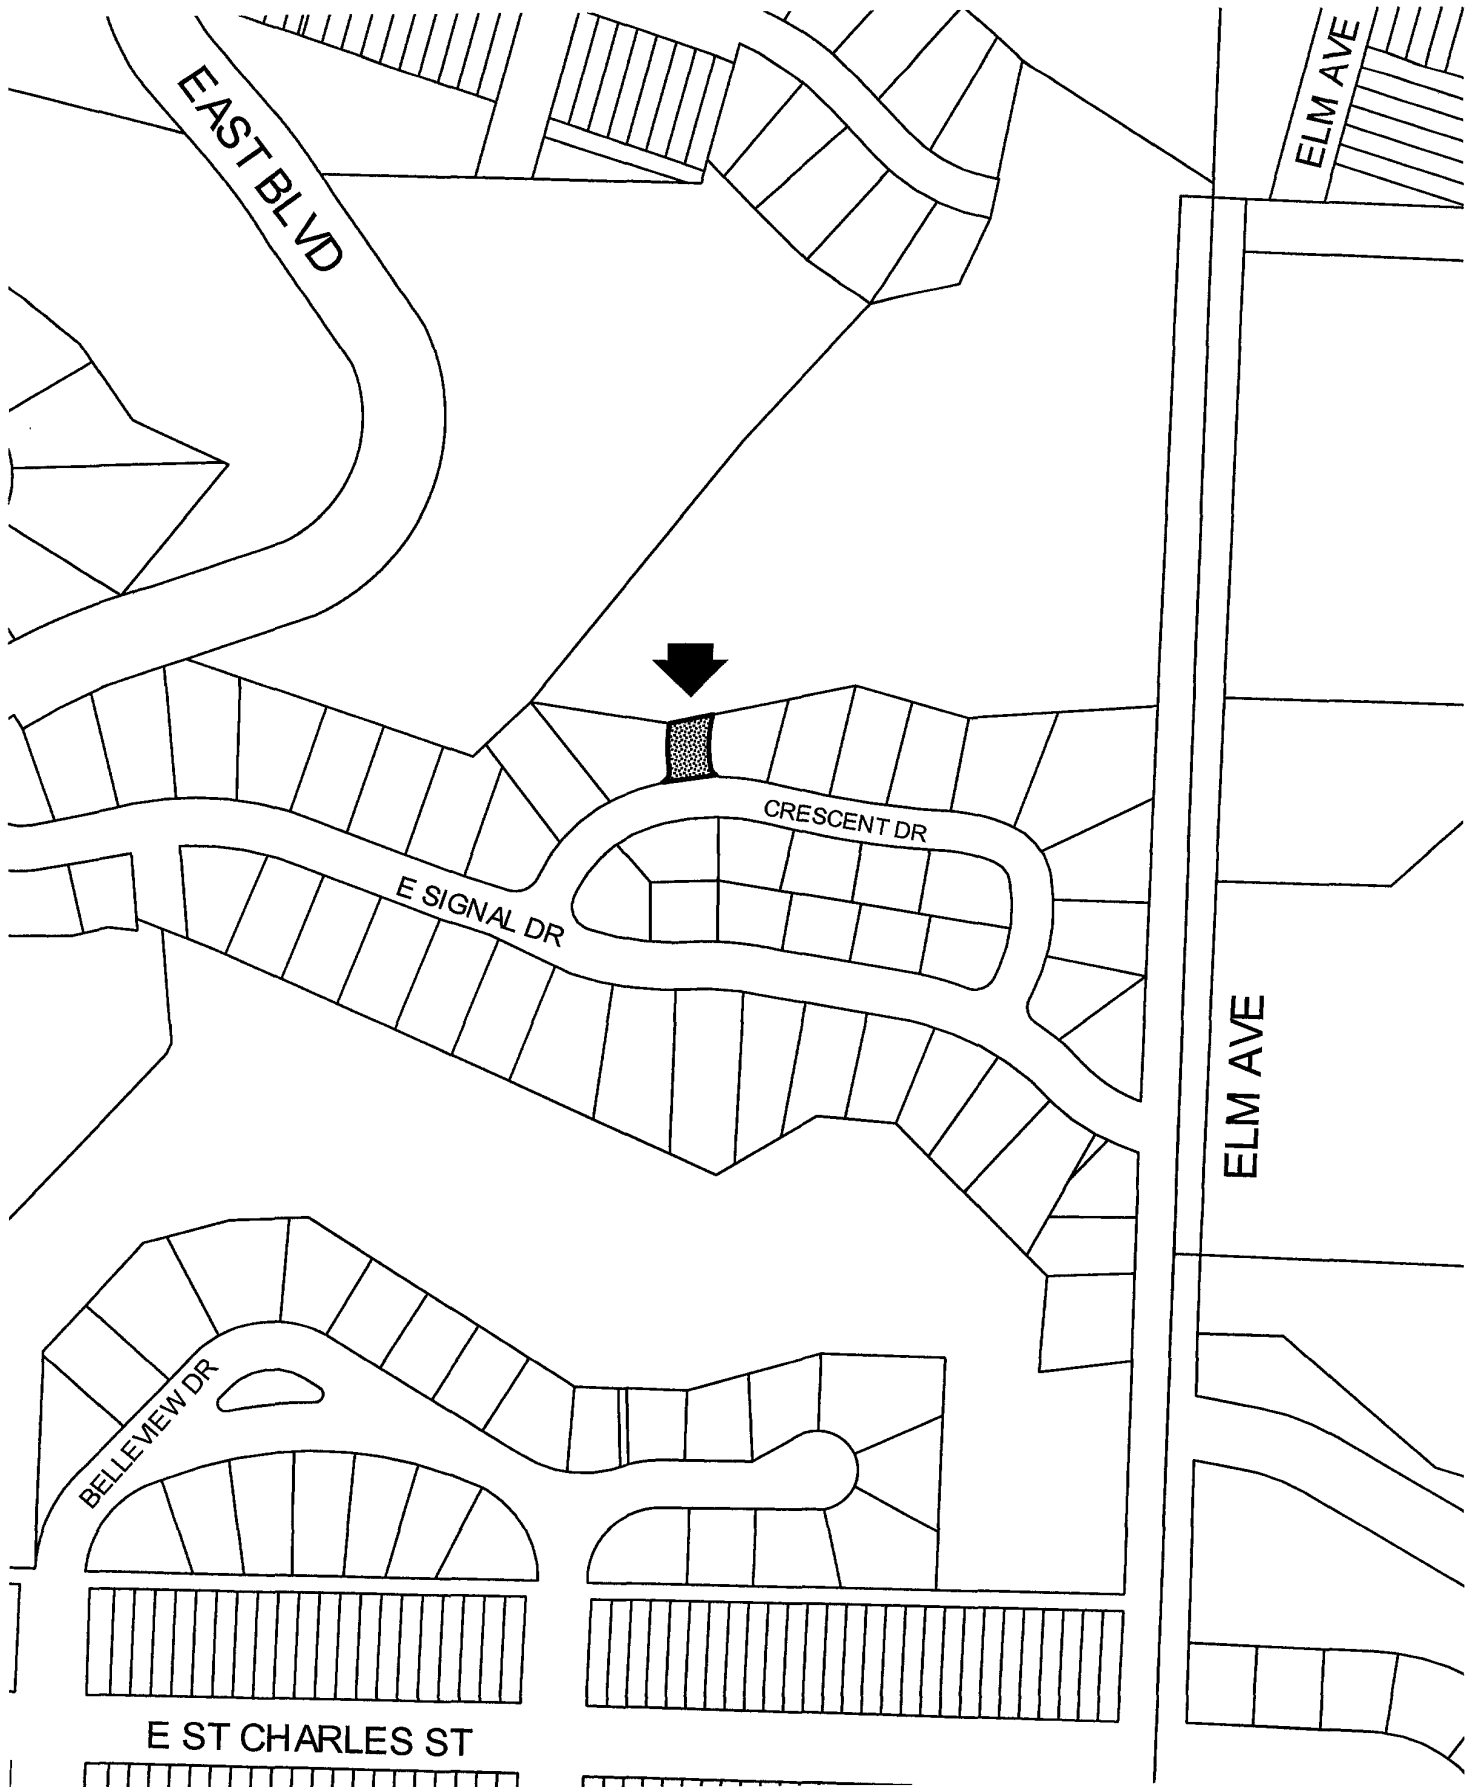 ELM AVE
EAST BLVD
CRESCENT DR
E SIGNAL DR
ELM AVE
BELLEVIEW DR
E ST CHARLES ST